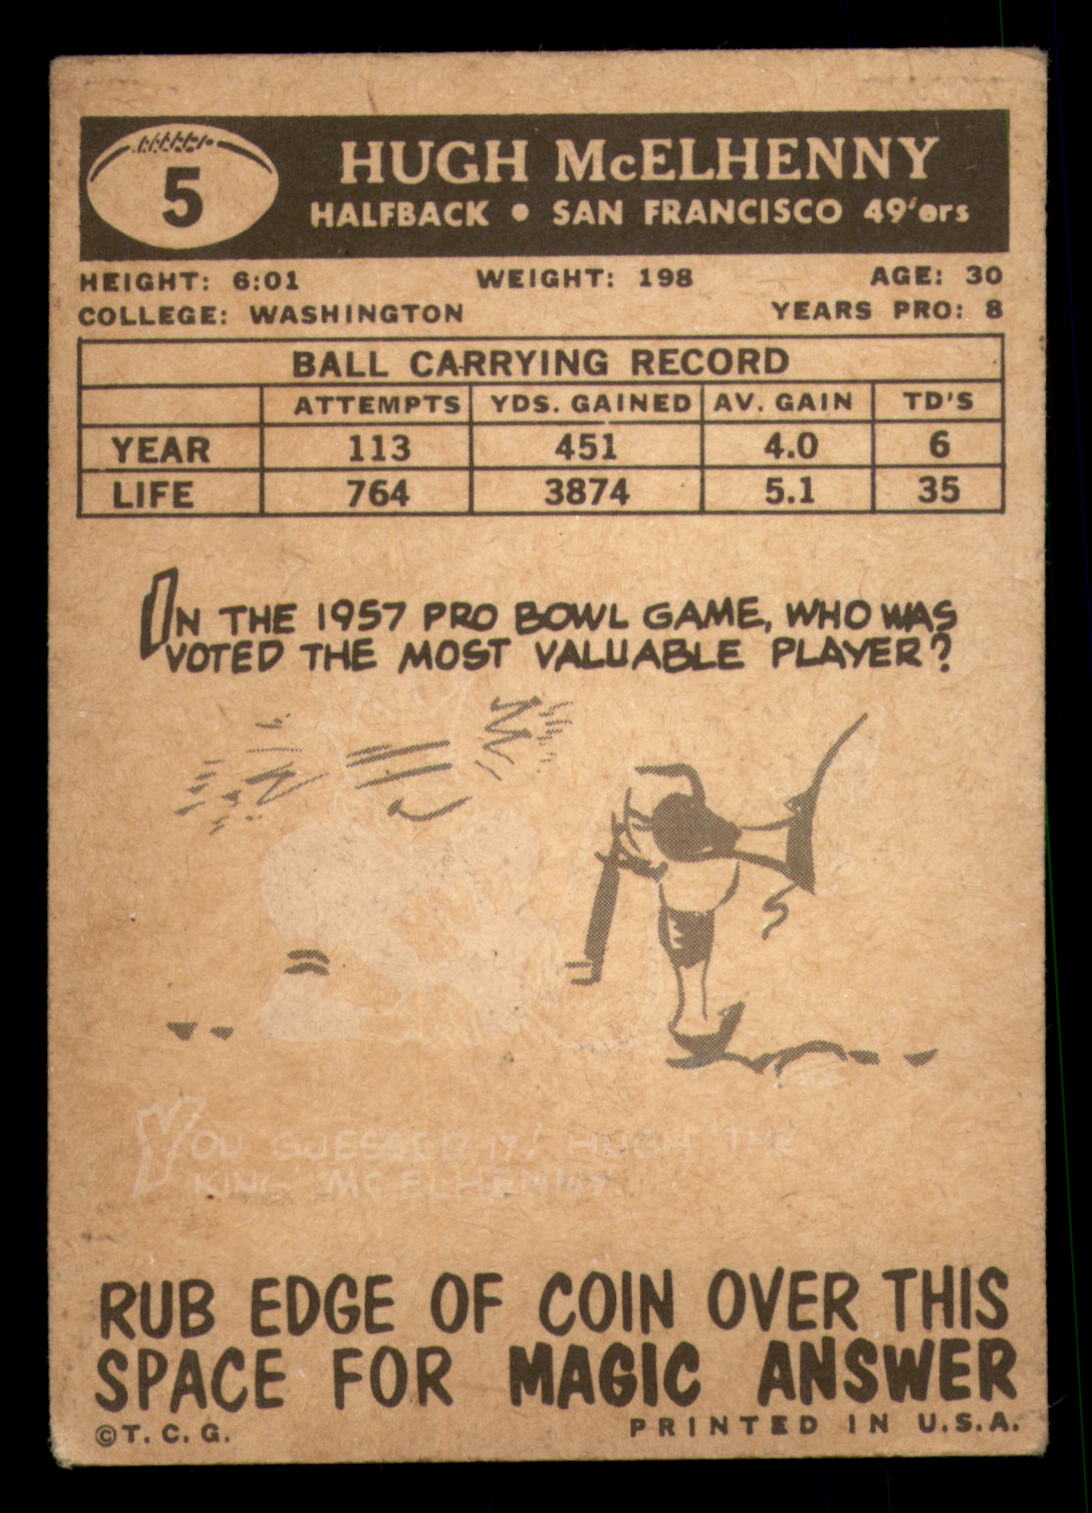 5
HUGH McELHENNY
HALFBACK • SAN FRANCISCO 49'ers
HEIGHT: 6:01 WEIGHT: 198 AGE: 30
COLLEGE: WASHINGTON YEARS PRO: 8
BALL CARRYING RECORD
ATTEMPTS YDS. GAINED AV. GAIN TD'S
YEAR 113 451 4.0 6
LIFE 764 3874 5.1 35
IN THE 1957 PRO BOWL GAME, WHO WAS
VOTED THE MOST VALUABLE PLAYER?
YOU GUESSED IT! HUGH "THE
KING" MCELHENNY.
RUB EDGE OF COIN OVER THIS
SPACE FOR MAGIC ANSWER
©T. C. G. PRINTED IN U.S.A.